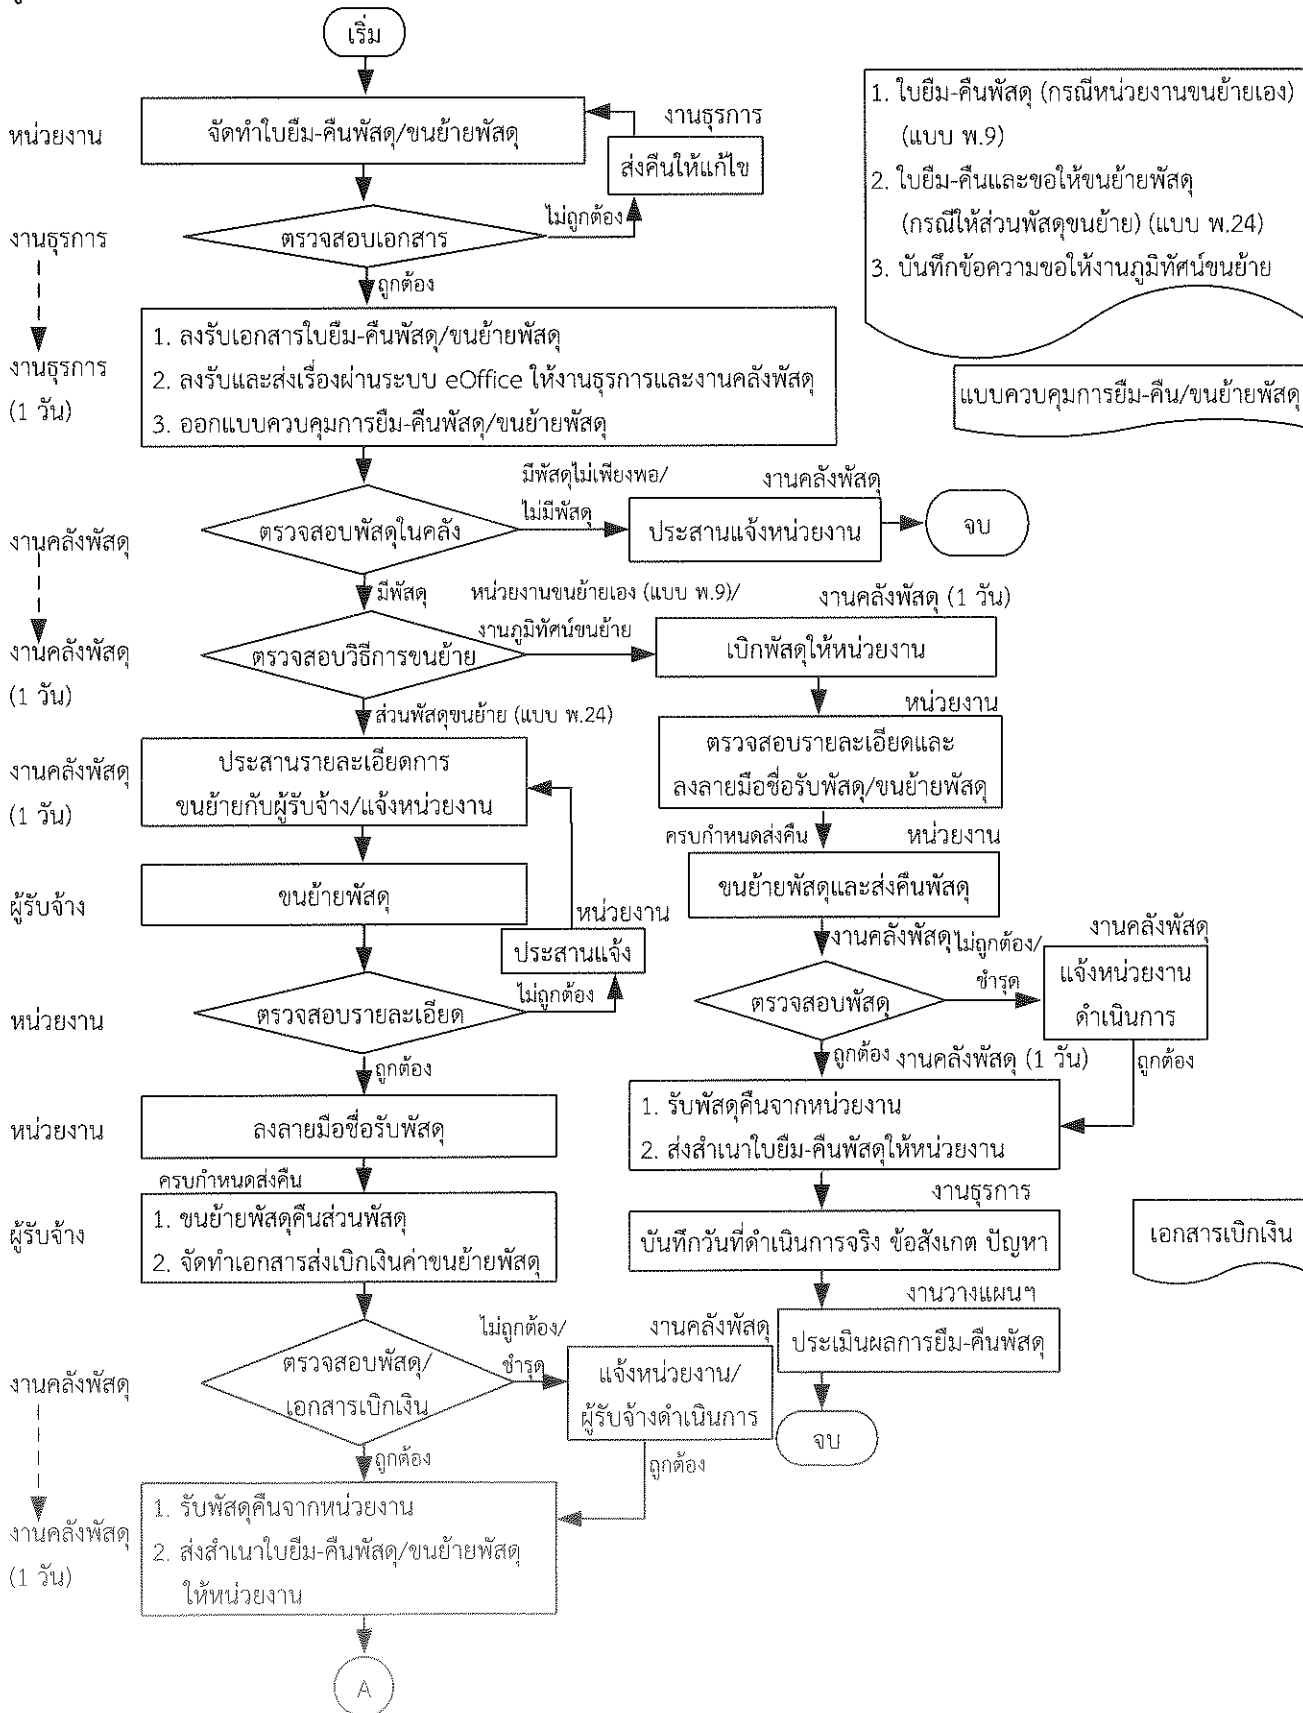 เริ่ม
1. ใบยืม-คืนพัสดุ (กรณีหน่วยงานขนย้ายเอง)
(แบบ พ.9)
2. ใบยืม-คืนและขอให้ขนย้ายพัสดุ
(กรณีให้ส่วนพัสดุขนย้าย) (แบบ พ.24)
3. บันทึกข้อความขอให้งานภูมิทัศน์ขนย้าย
หน่วยงาน
จัดทำใบยืม-คืนพัสดุ/ขนย้ายพัสดุ
งานธุรการ
ส่งคืนให้แก้ไข
งานธุรการ
ตรวจสอบเอกสาร
ไม่ถูกต้อง
ถูกต้อง
งานธุรการ
(1 วัน)
1. ลงรับเอกสารใบยืม-คืนพัสดุ/ขนย้ายพัสดุ
2. ลงรับและส่งเรื่องผ่านระบบ eOffice ให้งานธุรการและงานคลังพัสดุ
3. ออกแบบควบคุมการยืม-คืนพัสดุ/ขนย้ายพัสดุ
แบบควบคุมการยืม-คืน/ขนย้ายพัสดุ
งานคลังพัสดุ
ตรวจสอบพัสดุในคลัง
มีพัสดุไม่เพียงพอ/
ไม่มีพัสดุ
งานคลังพัสดุ
ประสานแจ้งหน่วยงาน
จบ
มีพัสดุ
งานคลังพัสดุ
(1 วัน)
ตรวจสอบวิธีการขนย้าย
หน่วยงานขนย้ายเอง (แบบ พ.9)/
งานภูมิทัศน์ขนย้าย
งานคลังพัสดุ (1 วัน)
เบิกพัสดุให้หน่วยงาน
ส่วนพัสดุขนย้าย (แบบ พ.24)
หน่วยงาน
ตรวจสอบรายละเอียดและ
ลงลายมือชื่อรับพัสดุ/ขนย้ายพัสดุ
งานคลังพัสดุ
(1 วัน)
ประสานรายละเอียดการ
ขนย้ายกับผู้รับจ้าง/แจ้งหน่วยงาน
ครบกำหนดส่งคืน
หน่วยงาน
ขนย้ายพัสดุและส่งคืนพัสดุ
ผู้รับจ้าง
ขนย้ายพัสดุ
หน่วยงาน
ประสานแจ้ง
งานคลังพัสดุ
ตรวจสอบพัสดุ
ไม่ถูกต้อง/
ชำรุด
งานคลังพัสดุ
แจ้งหน่วยงาน
ดำเนินการ
หน่วยงาน
ตรวจสอบรายละเอียด
ไม่ถูกต้อง
ถูกต้อง
ถูกต้อง
งานคลังพัสดุ (1 วัน)
ถูกต้อง
1. รับพัสดุคืนจากหน่วยงาน
2. ส่งสำเนาใบยืม-คืนพัสดุให้หน่วยงาน
หน่วยงาน
ลงลายมือชื่อรับพัสดุ
ครบกำหนดส่งคืน
งานธุรการ
บันทึกวันที่ดำเนินการจริง ข้อสังเกต ปัญหา
เอกสารเบิกเงิน
ผู้รับจ้าง
1. ขนย้ายพัสดุคืนส่วนพัสดุ
2. จัดทำเอกสารส่งเบิกเงินค่าขนย้ายพัสดุ
งานวางแผนฯ
ประเมินผลการยืม-คืนพัสดุ
จบ
งานคลังพัสดุ
ตรวจสอบพัสดุ/
เอกสารเบิกเงิน
ไม่ถูกต้อง/
ชำรุด
งานคลังพัสดุ
แจ้งหน่วยงาน/
ผู้รับจ้างดำเนินการ
ถูกต้อง
ถูกต้อง
งานคลังพัสดุ
(1 วัน)
1. รับพัสดุคืนจากหน่วยงาน
2. ส่งสำเนาใบยืม-คืนพัสดุ/ขนย้ายพัสดุ
ให้หน่วยงาน
A